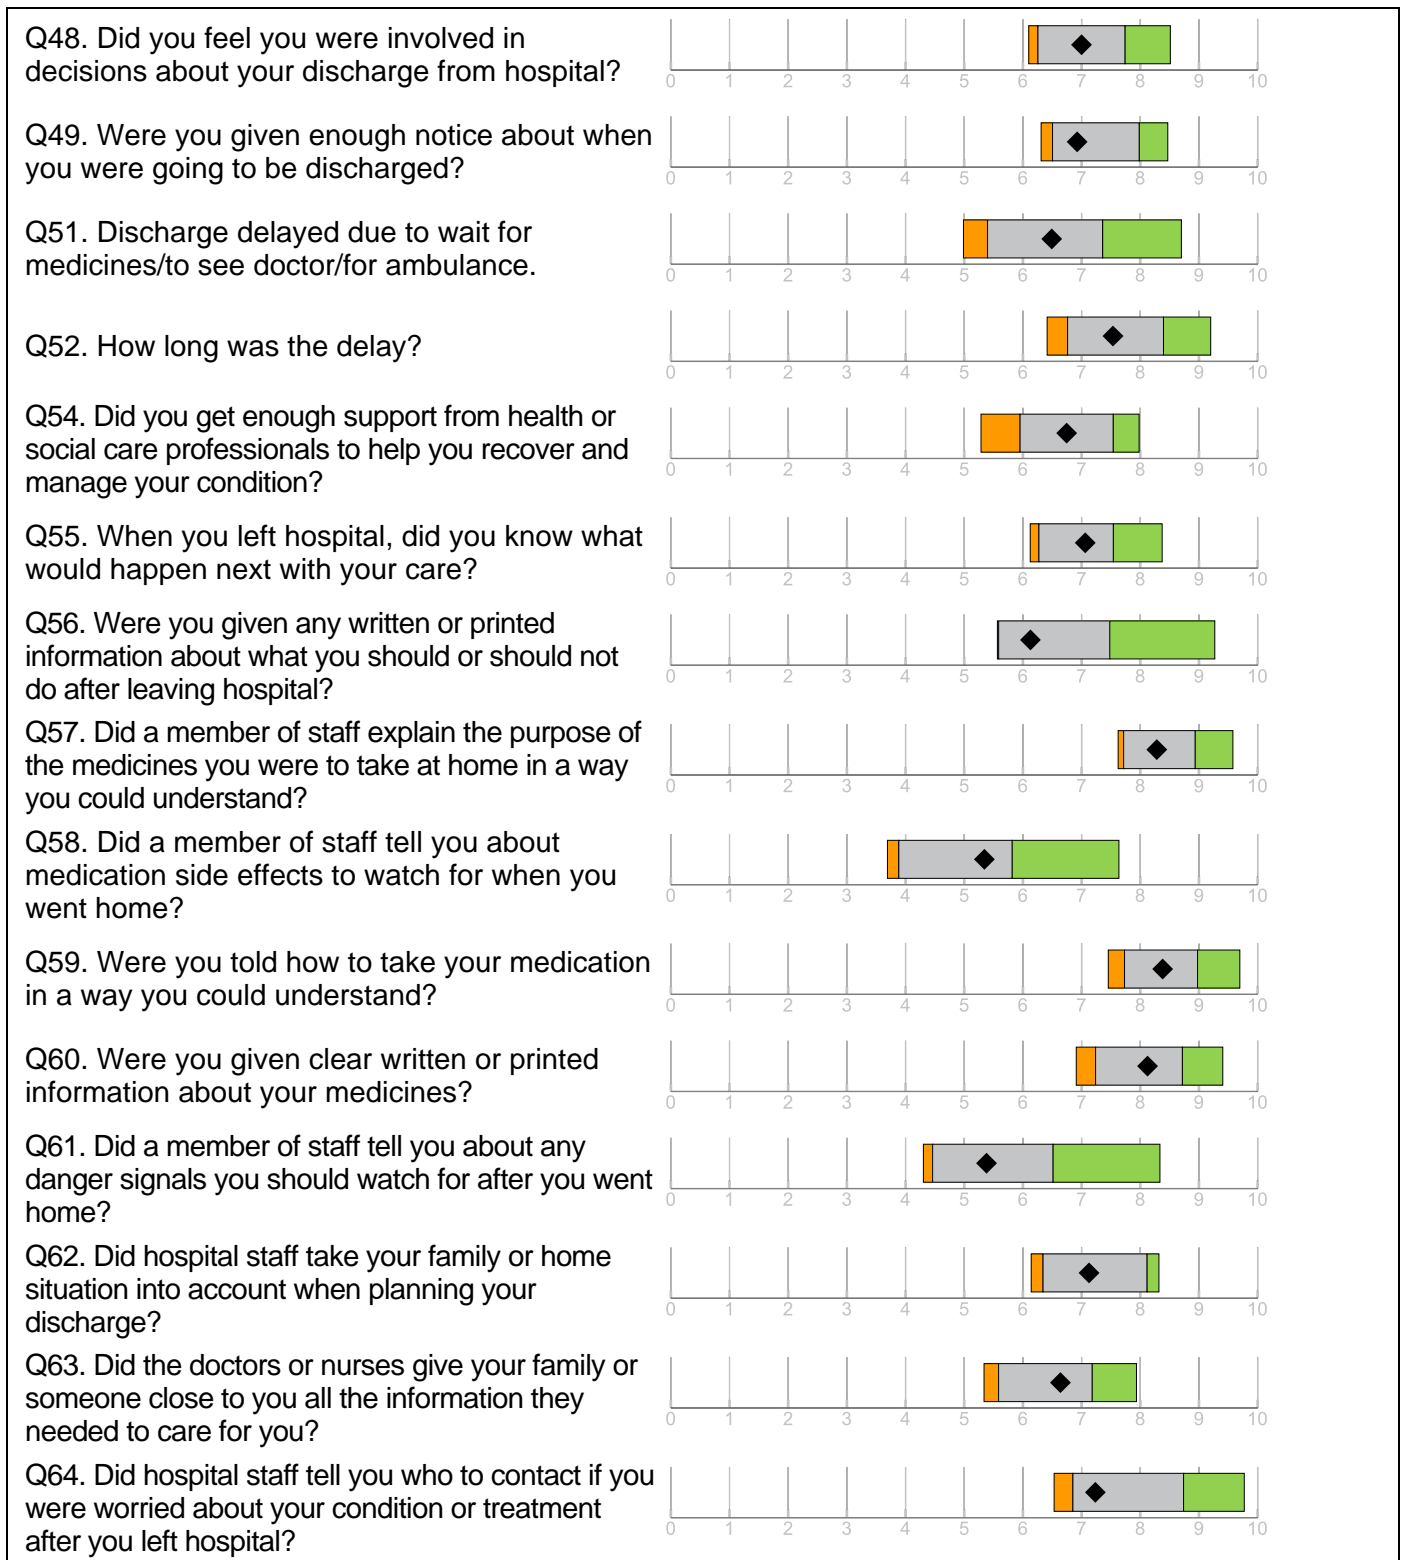 Q48. Did you feel you were involved in
decisions about your discharge from hospital?
0 1 2 3 4 5 6 7 8 9 10
Q49. Were you given enough notice about when
you were going to be discharged?
0 1 2 3 4 5 6 7 8 9 10
Q51. Discharge delayed due to wait for
medicines/to see doctor/for ambulance.
0 1 2 3 4 5 6 7 8 9 10
Q52. How long was the delay?
0 1 2 3 4 5 6 7 8 9 10
Q54. Did you get enough support from health or
social care professionals to help you recover and
manage your condition?
0 1 2 3 4 5 6 7 8 9 10
Q55. When you left hospital, did you know what
would happen next with your care?
0 1 2 3 4 5 6 7 8 9 10
Q56. Were you given any written or printed
information about what you should or should not
do after leaving hospital?
0 1 2 3 4 5 6 7 8 9 10
Q57. Did a member of staff explain the purpose of
the medicines you were to take at home in a way
you could understand?
0 1 2 3 4 5 6 7 8 9 10
Q58. Did a member of staff tell you about
medication side effects to watch for when you
went home?
0 1 2 3 4 5 6 7 8 9 10
Q59. Were you told how to take your medication
in a way you could understand?
0 1 2 3 4 5 6 7 8 9 10
Q60. Were you given clear written or printed
information about your medicines?
0 1 2 3 4 5 6 7 8 9 10
Q61. Did a member of staff tell you about any
danger signals you should watch for after you went
home?
0 1 2 3 4 5 6 7 8 9 10
Q62. Did hospital staff take your family or home
situation into account when planning your
discharge?
0 1 2 3 4 5 6 7 8 9 10
Q63. Did the doctors or nurses give your family or
someone close to you all the information they
needed to care for you?
0 1 2 3 4 5 6 7 8 9 10
Q64. Did hospital staff tell you who to contact if you
were worried about your condition or treatment
after you left hospital?
0 1 2 3 4 5 6 7 8 9 10